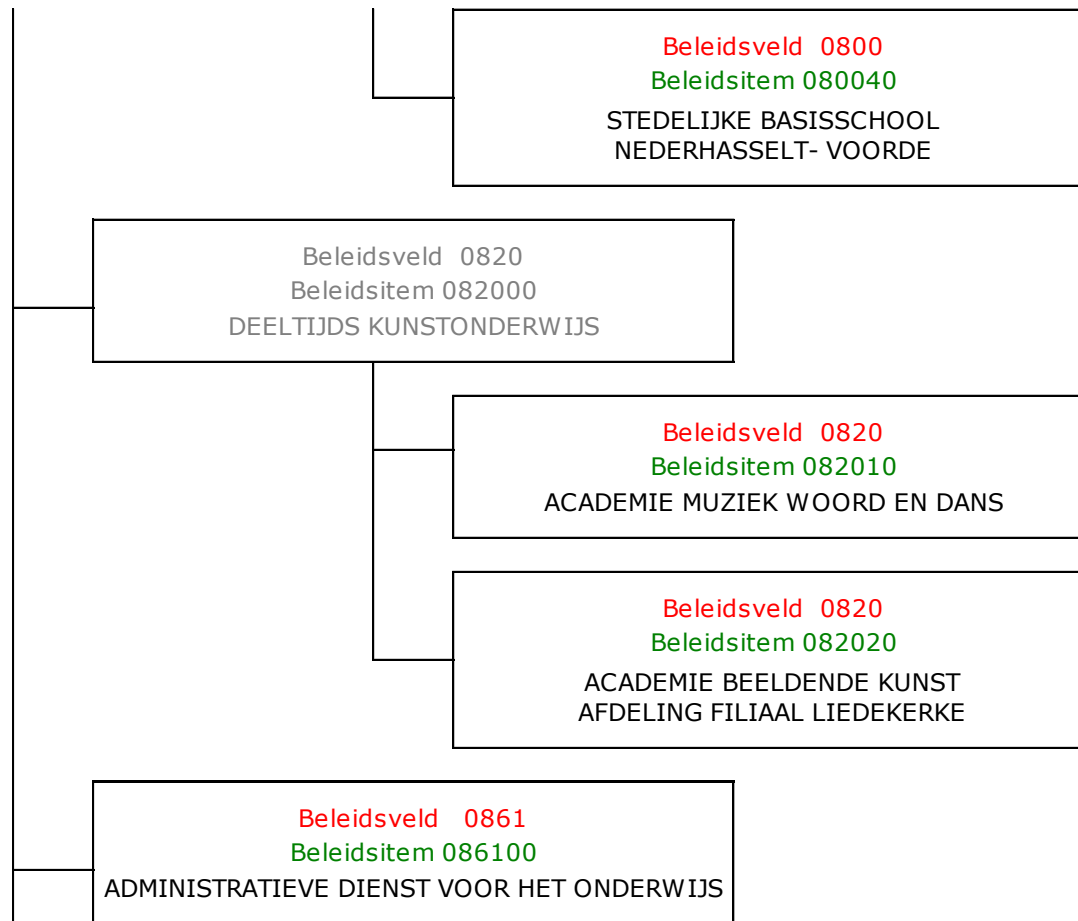 Beleidsveld 0800
Beleidsitem 080040
STEDELIJKE BASISSCHOOL
NEDERHASSELT- VOORDE
Beleidsveld 0820
Beleidsitem 082000
DEELTIJDS KUNSTONDERWIJS
Beleidsveld 0820
Beleidsitem 082010
ACADEMIE MUZIEK WOORD EN DANS
Beleidsveld 0820
Beleidsitem 082020
ACADEMIE BEELDENDE KUNST
AFDELING FILIAAL LIEDEKERKE
Beleidsveld 0861
Beleidsitem 086100
ADMINISTRATIEVE DIENST VOOR HET ONDERWIJS